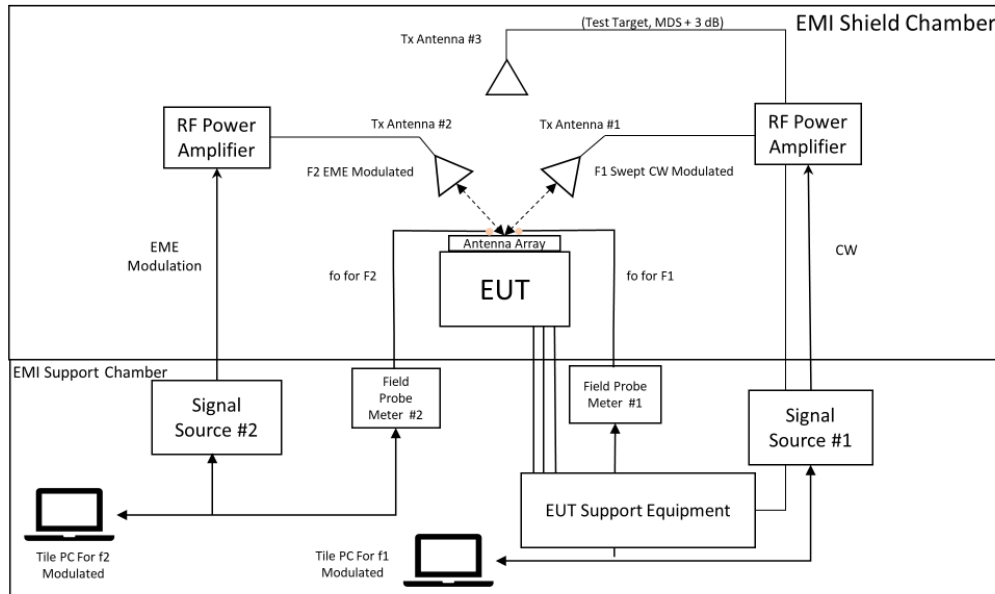 (Test Target, MDS + 3 dB)
EMI Shield Chamber
Tx Antenna #3
RF Power
Amplifier
Tx Antenna #2
Tx Antenna #1
RF Power
Amplifier
F2 EME Modulated
F1 Swept CW Modulated
EME
Modulation
Antenna Array
CW
fo for F2
EUT
fo for F1
EMI Support Chamber
Signal
Source #2
Field
Probe
Meter #2
Field Probe
Meter #1
Signal
Source #1
EUT Support Equipment
Tile PC For f2
Modulated
Tile PC For f1
Modulated